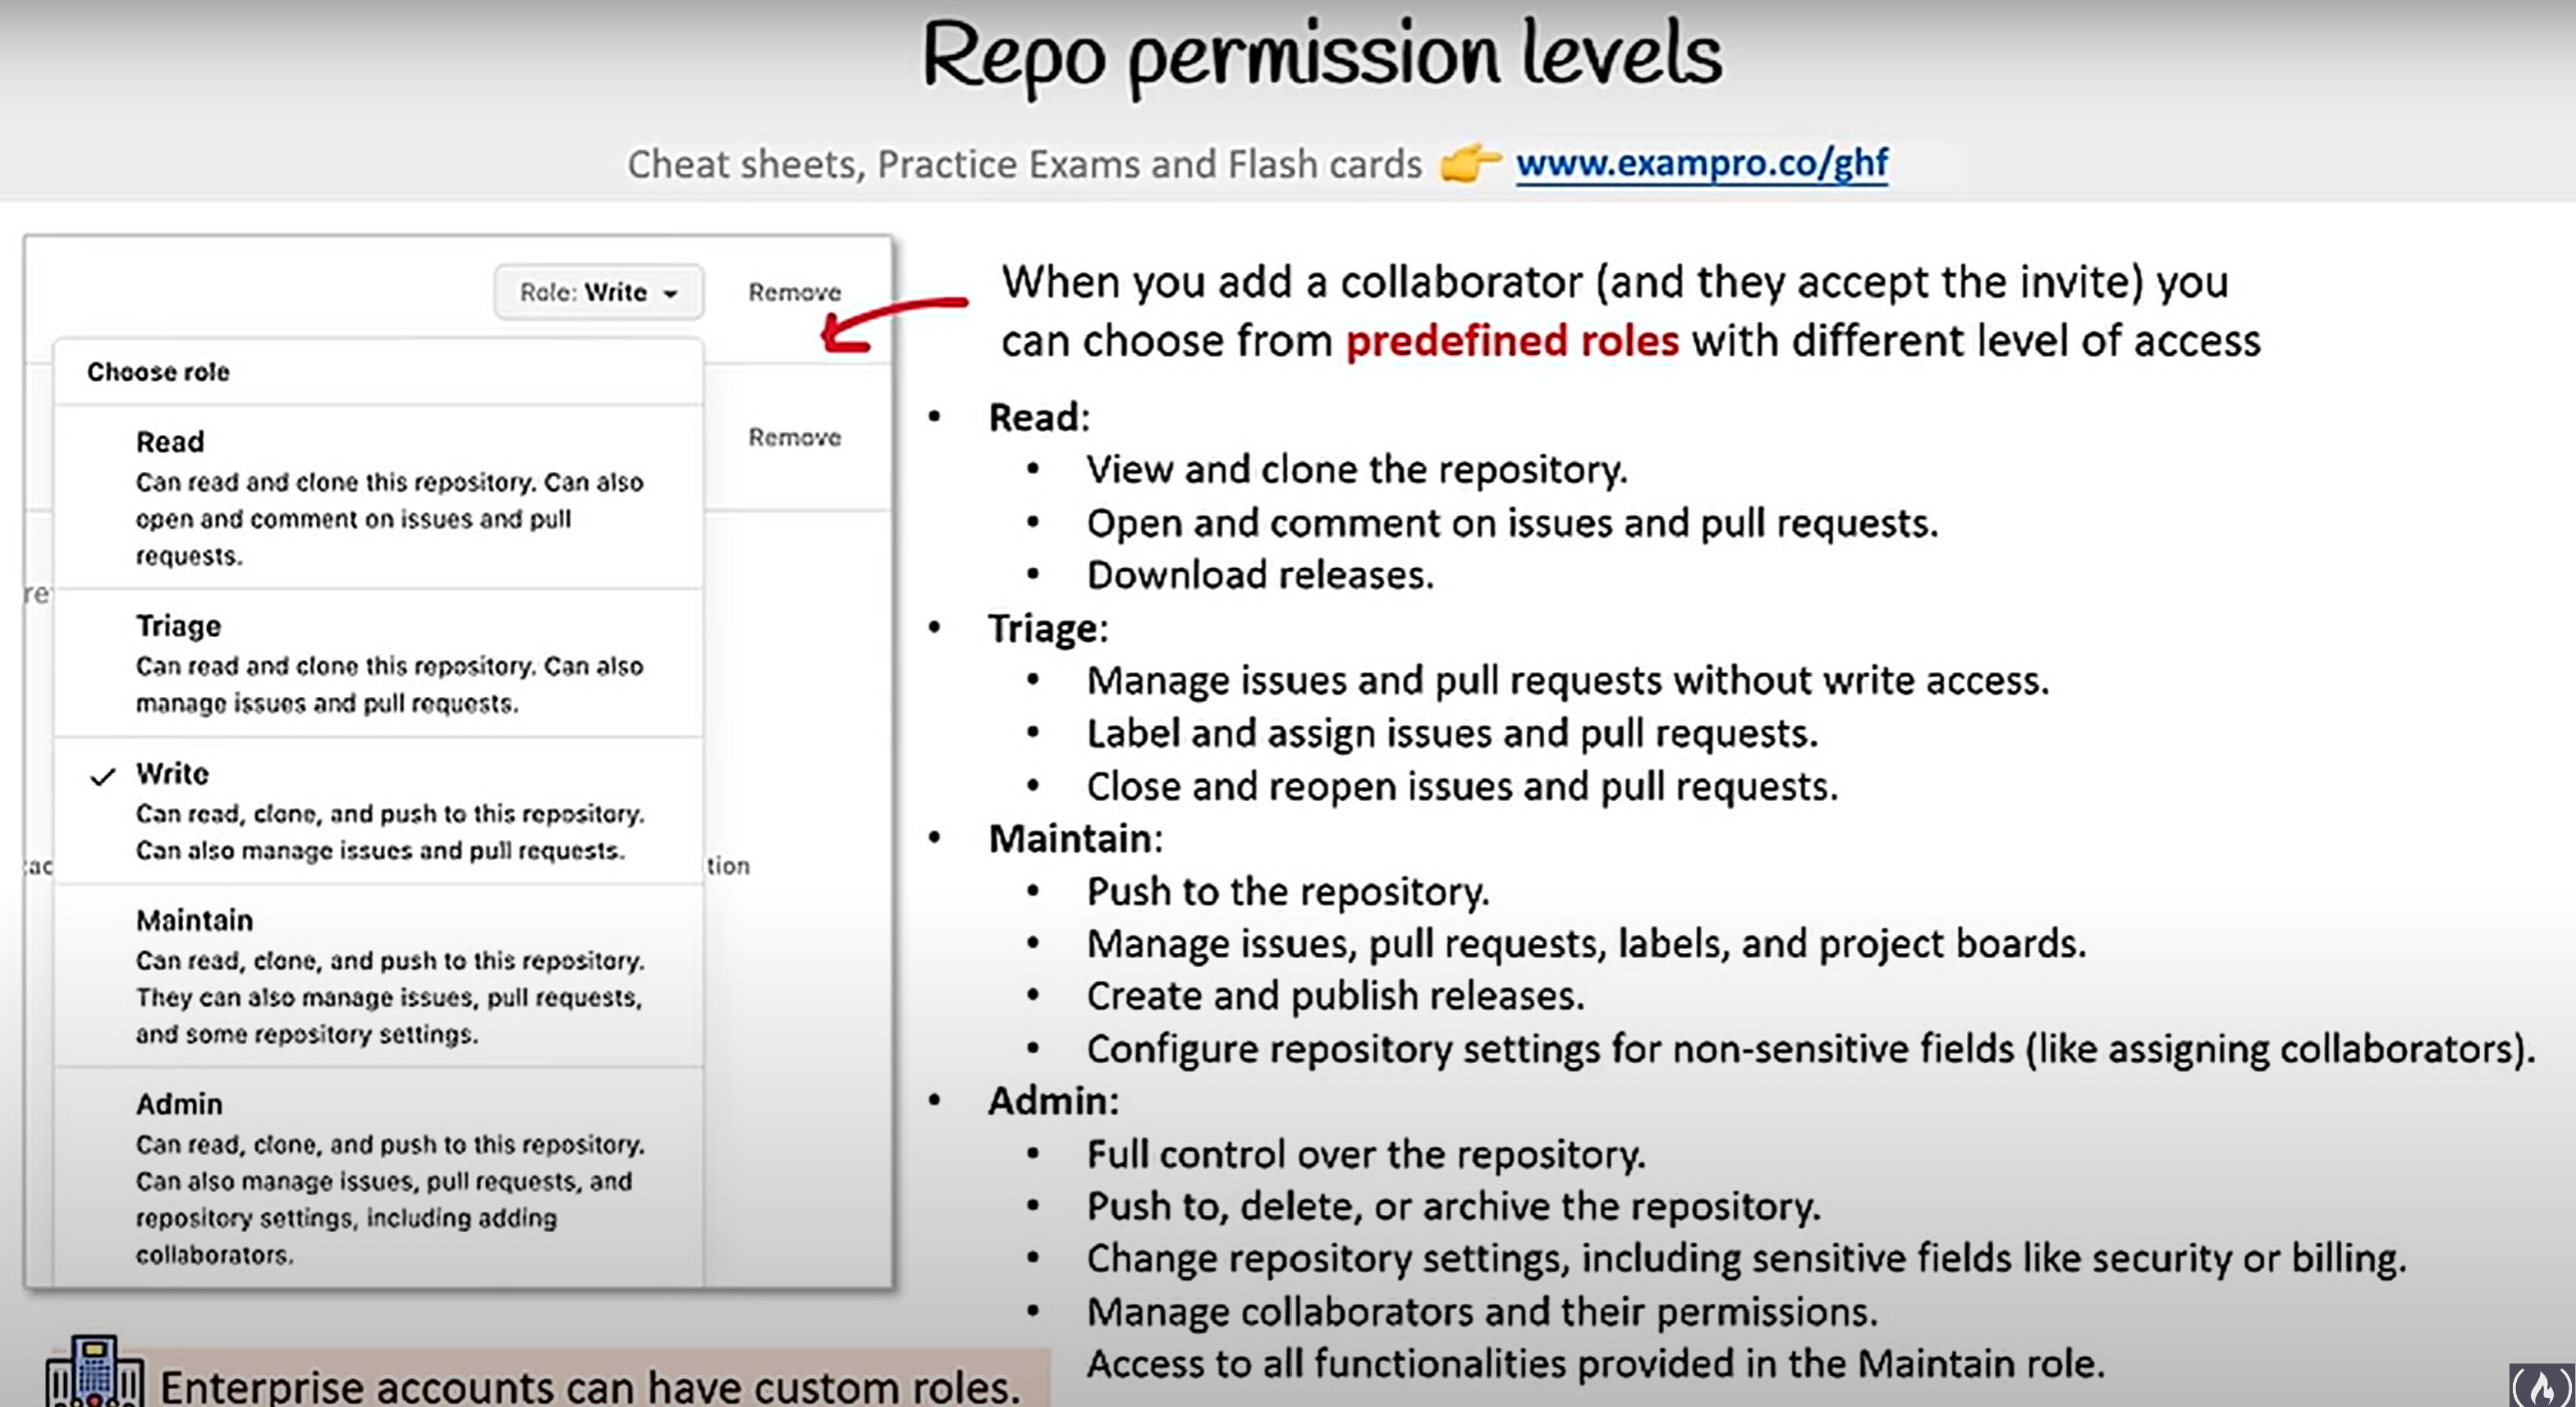 Repo permission levels
Cheat sheets, Practice Exams and Flash cards 👉 www.exampro.co/ghf
Role: Write
Remove
Choose role
Remove
Read
Can read and clone this repository. Can also
open and comment on issues and pull
requests.
re
Triage
Can read and clone this repository. Can also
manage issues and pull requests.
Write
Can read, clone, and push to this repository.
Can also manage issues and pull requests.
ac
tion
Maintain
Can read, clone, and push to this repository.
They can also manage issues, pull requests,
and some repository settings.
Admin
Can read, clone, and push to this repository.
Can also manage issues, pull requests, and
repository settings, including adding
collaborators.
When you add a collaborator (and they accept the invite) you
can choose from predefined roles with different level of access
• Read:
• View and clone the repository.
• Open and comment on issues and pull requests.
• Download releases.
• Triage:
• Manage issues and pull requests without write access.
• Label and assign issues and pull requests.
• Close and reopen issues and pull requests.
• Maintain:
• Push to the repository.
• Manage issues, pull requests, labels, and project boards.
• Create and publish releases.
• Configure repository settings for non-sensitive fields (like assigning collaborators).
• Admin:
• Full control over the repository.
• Push to, delete, or archive the repository.
• Change repository settings, including sensitive fields like security or billing.
• Manage collaborators and their permissions.
Access to all functionalities provided in the Maintain role.
Enterprise accounts can have custom roles.